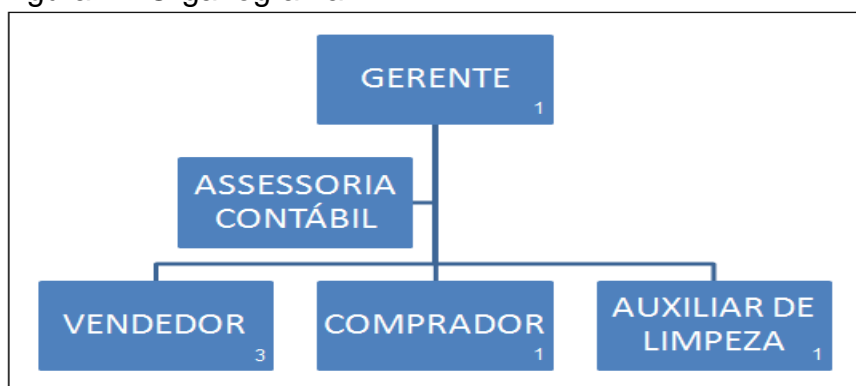 GERENTE
1
ASSESSORIA
CONTÁBIL
VENDEDOR
3
COMPRADOR
1
AUXILIAR DE
LIMPEZA
1